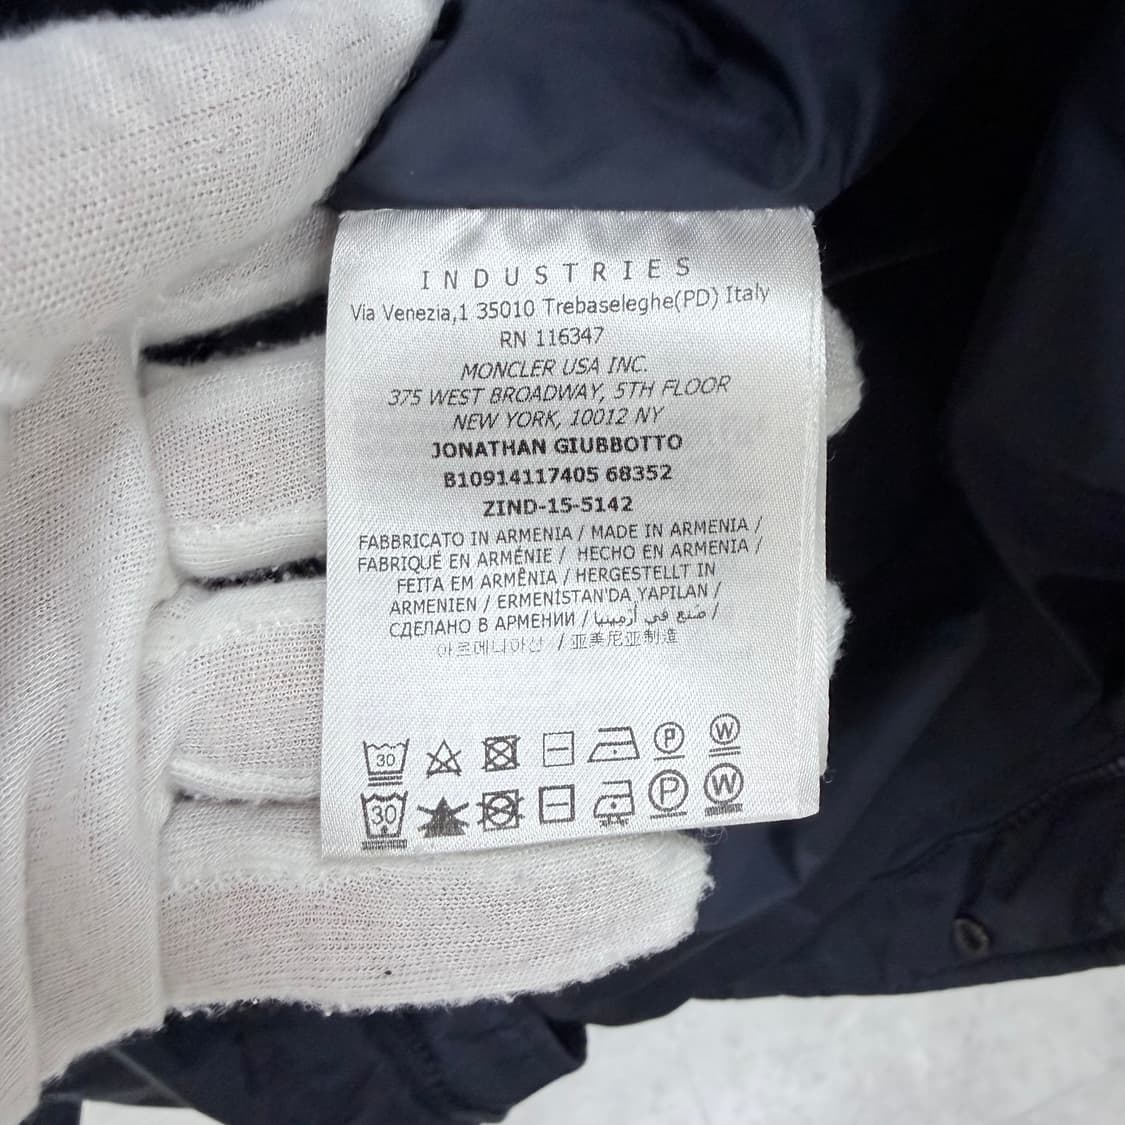 INDUSTRIES
Via Venezia,1 35010 Trebaseleghe(PD) Italy
RN 116347
MONCLER USA INC.
375 WEST BROADWAY, 5TH FLOOR
NEW YORK, 10012 NY
JONATHAN GIUBBOTTO
B10914117405 68352
ZIND-15-5142
FABBRICATO IN ARMENIA / MADE IN ARMENIA /
FABRIQUÉ EN ARMÉNIE / HECHO EN ARMENIA /
FEITA EM ARMÊNIA / HERGESTELLT IN
ARMENIEN / ERMENİSTAN'DA YAPILAN /
СДЕЛАНО В АРМЕНИИ / صنع في أرمينيا /
아르메니아산 / 亚美尼亚制造
30 P W
30 P W